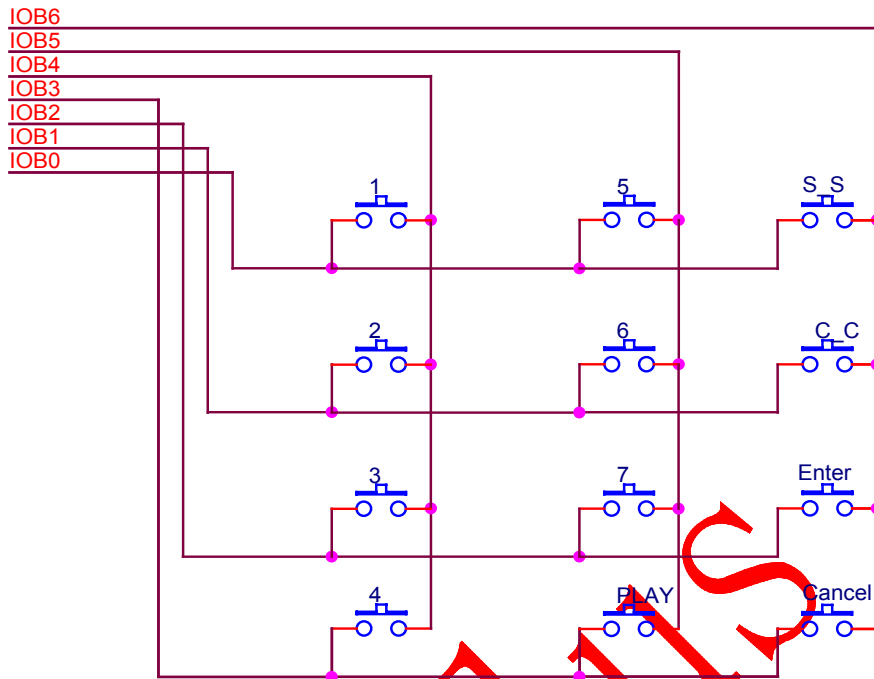 IOB6
IOB5
IOB4
IOB3
IOB2
IOB1
IOB0
1 5 S_S
2 6 C_C
3 7 Enter
4 PLAY Cancel